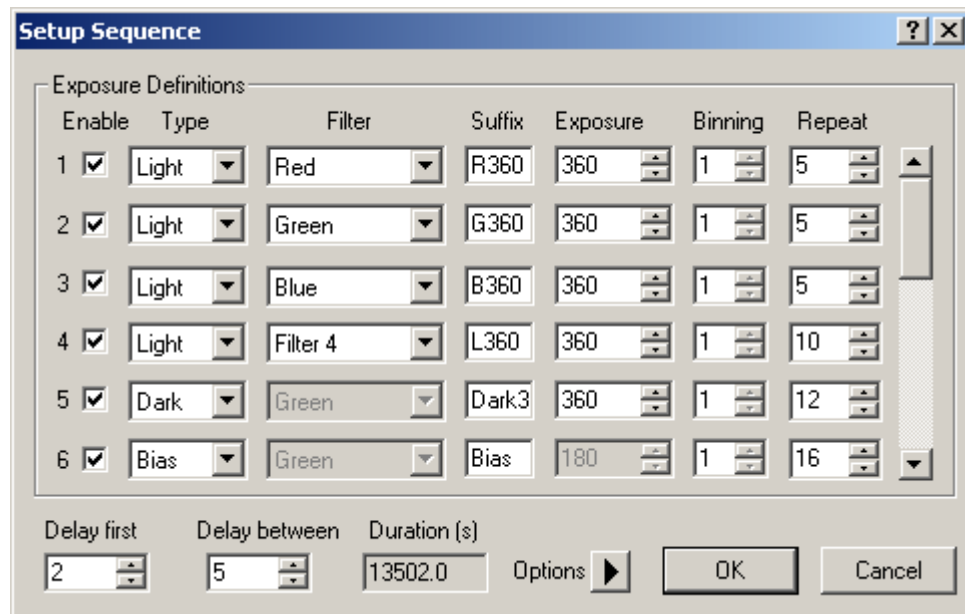 Setup Sequence
Exposure Definitions
Enable Type Filter Suffix Exposure Binning Repeat
1 Light Red R360 360 1 5
2 Light Green G360 360 1 5
3 Light Blue B360 360 1 5
4 Light Filter 4 L360 360 1 10
5 Dark Green Dark3 360 1 12
6 Bias Green Bias 180 1 16
Delay first Delay between Duration (s)
2 5 13502.0 Options OK Cancel